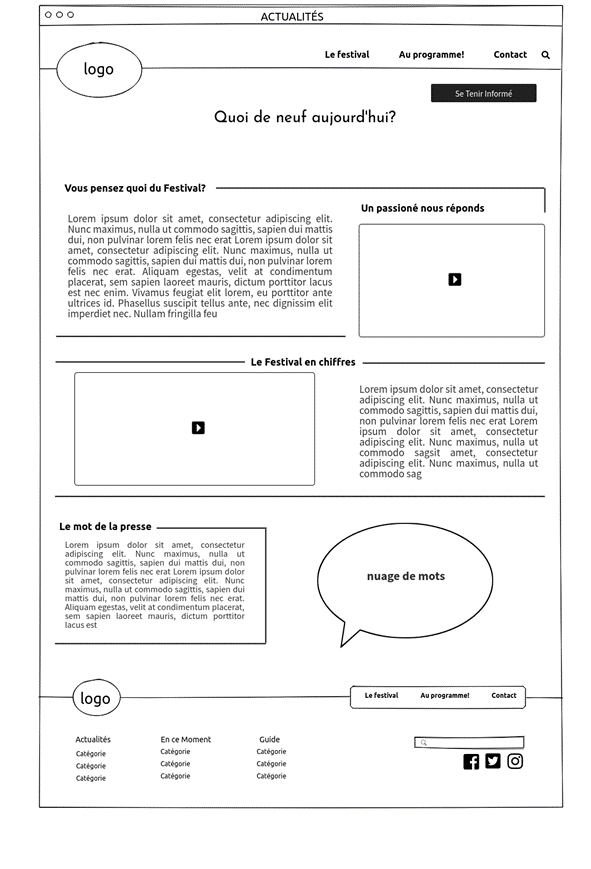 ACTUALITÉS
logo
Le festival Au programme! Contact
Se Tenir Informé
Quoi de neuf aujourd'hui?
Vous pensez quoi du Festival?
Lorem ipsum dolor sit amet, consectetur adipiscing elit.
Nunc maximus, nulla ut commodo sagittis, sapien dui mattis
dui, non pulvinar lorem felis nec erat Lorem ipsum dolor sit
amet, consectetur adipiscing elit. Nunc maximus, nulla ut
commodo sagittis, sapien dui mattis dui, non pulvinar lorem
felis nec erat. Aliquam egestas, velit at condimentum
placerat, sem sapien laoreet mauris, dictum porttitor lacus
est nec enim. Vivamus feugiat elit lorem, eu porttitor ante
ultrices id. Phasellus suscipit tellus ante, nec dignissim elit
imperdiet nec. Nullam fringilla feu
Un passioné nous réponds
Le Festival en chiffres
Lorem ipsum dolor sit amet, consectetur
adipiscing elit. Nunc maximus, nulla ut
commodo sagittis, sapien dui mattis dui,
non pulvinar lorem felis nec erat Lorem
ipsum dolor sit amet, consectetur
adipiscing elit. Nunc maximus, nulla ut
commodo sagsit amet, consectetur
adipiscing elit. Nunc maximus, nulla ut
commodo sag
Le mot de la presse
Lorem ipsum dolor sit amet, consectetur
adipiscing elit. Nunc maximus, nulla ut
commodo sagittis, sapien dui mattis dui, non
pulvinar lorem felis nec erat Lorem ipsum dolor
sit amet, consectetur adipiscing elit. Nunc
maximus, nulla ut commodo sagittis, sapien dui
mattis dui, non pulvinar lorem felis nec erat.
Aliquam egestas, velit at condimentum placerat,
sem sapien laoreet mauris, dictum porttitor
lacus est
nuage de mots
logo
Le festival Au programme! Contact
Actualités
Catégorie
Catégorie
Catégorie
En ce Moment
Catégorie
Catégorie
Catégorie
Guide
Catégorie
Catégorie
Catégorie